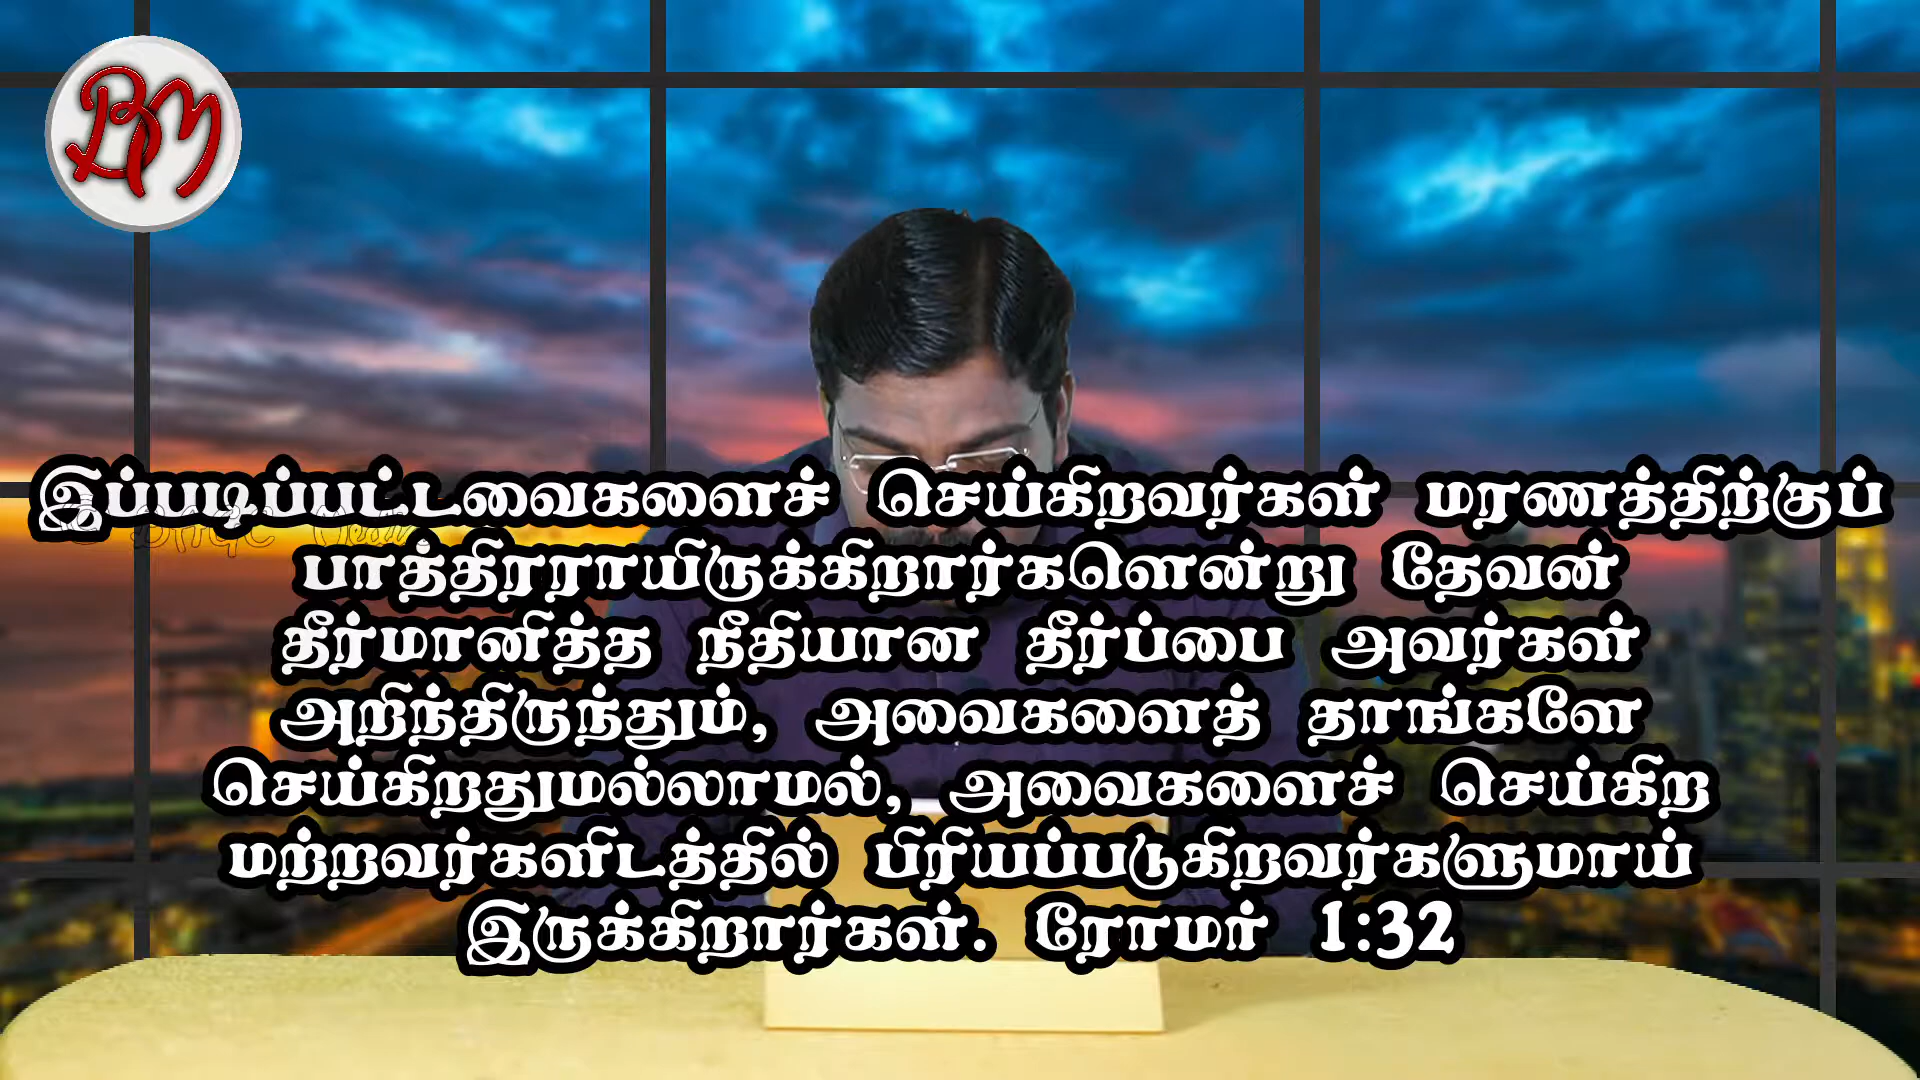 BM
இப்படிப்பட்டவைகளைச் செய்கிறவர்கள் மரணத்திற்குப்
பாத்திரராயிருக்கிறார்களென்று தேவன்
தீர்மானித்த நீதியான தீர்ப்பை அவர்கள்
அறிந்திருந்தும், அவைகளைத் தாங்களே
செய்கிறதுமல்லாமல், அவைகளைச் செய்கிற
மற்றவர்களிடத்தில் பிரியப்படுகிறவர்களுமாய்
இருக்கிறார்கள். ரோமர் 1:32